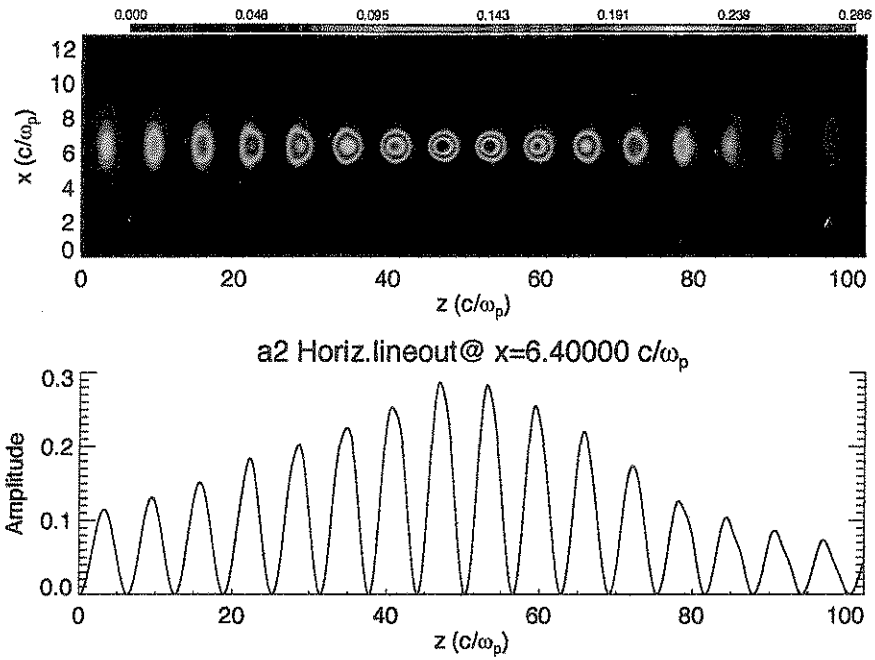 0.000 0.048 0.095 0.143 0.191 0.239 0.286
12
10
8
6
4
2
0
x (c/ωp)
0 20 40 60 80 100
z (c/ωp)
a2 Horiz.lineout@ x=6.40000 c/ωp
0.3
0.2
0.1
0.0
Amplitude
0 20 40 60 80 100
z (c/ωp)